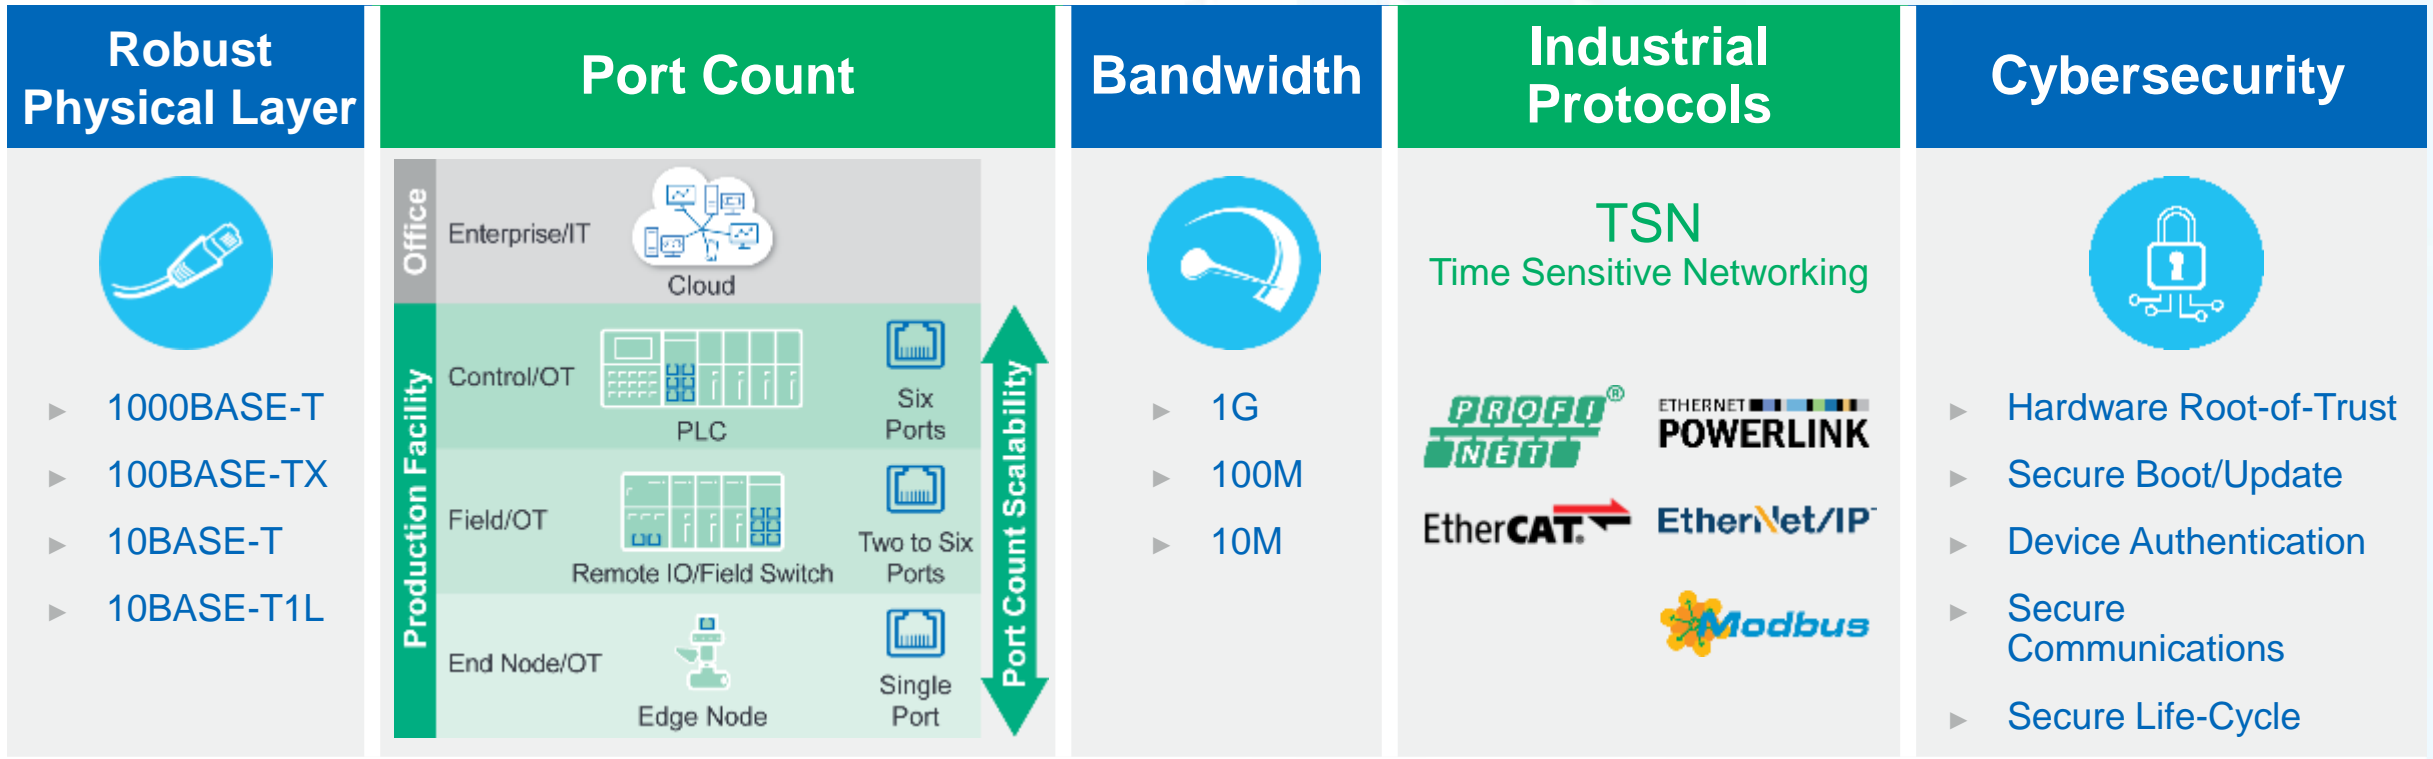 Robust
Physical Layer
1000BASE-T
100BASE-TX
10BASE-T
10BASE-T1L
Port Count
Office
Enterprise/IT
Cloud
Production Facility
Control/OT
PLC
Six
Ports
Field/OT
Remote IO/Field Switch
Two to Six
Ports
End Node/OT
Edge Node
Single
Port
Port Count Scalability
Bandwidth
1G
100M
10M
Industrial
Protocols
TSN
Time Sensitive Networking
PROFI®
NET
ETHERNET
POWERLINK
EtherCAT.
EtherNet/IP
Modbus
Cybersecurity
Hardware Root-of-Trust
Secure Boot/Update
Device Authentication
Secure
Communications
Secure Life-Cycle